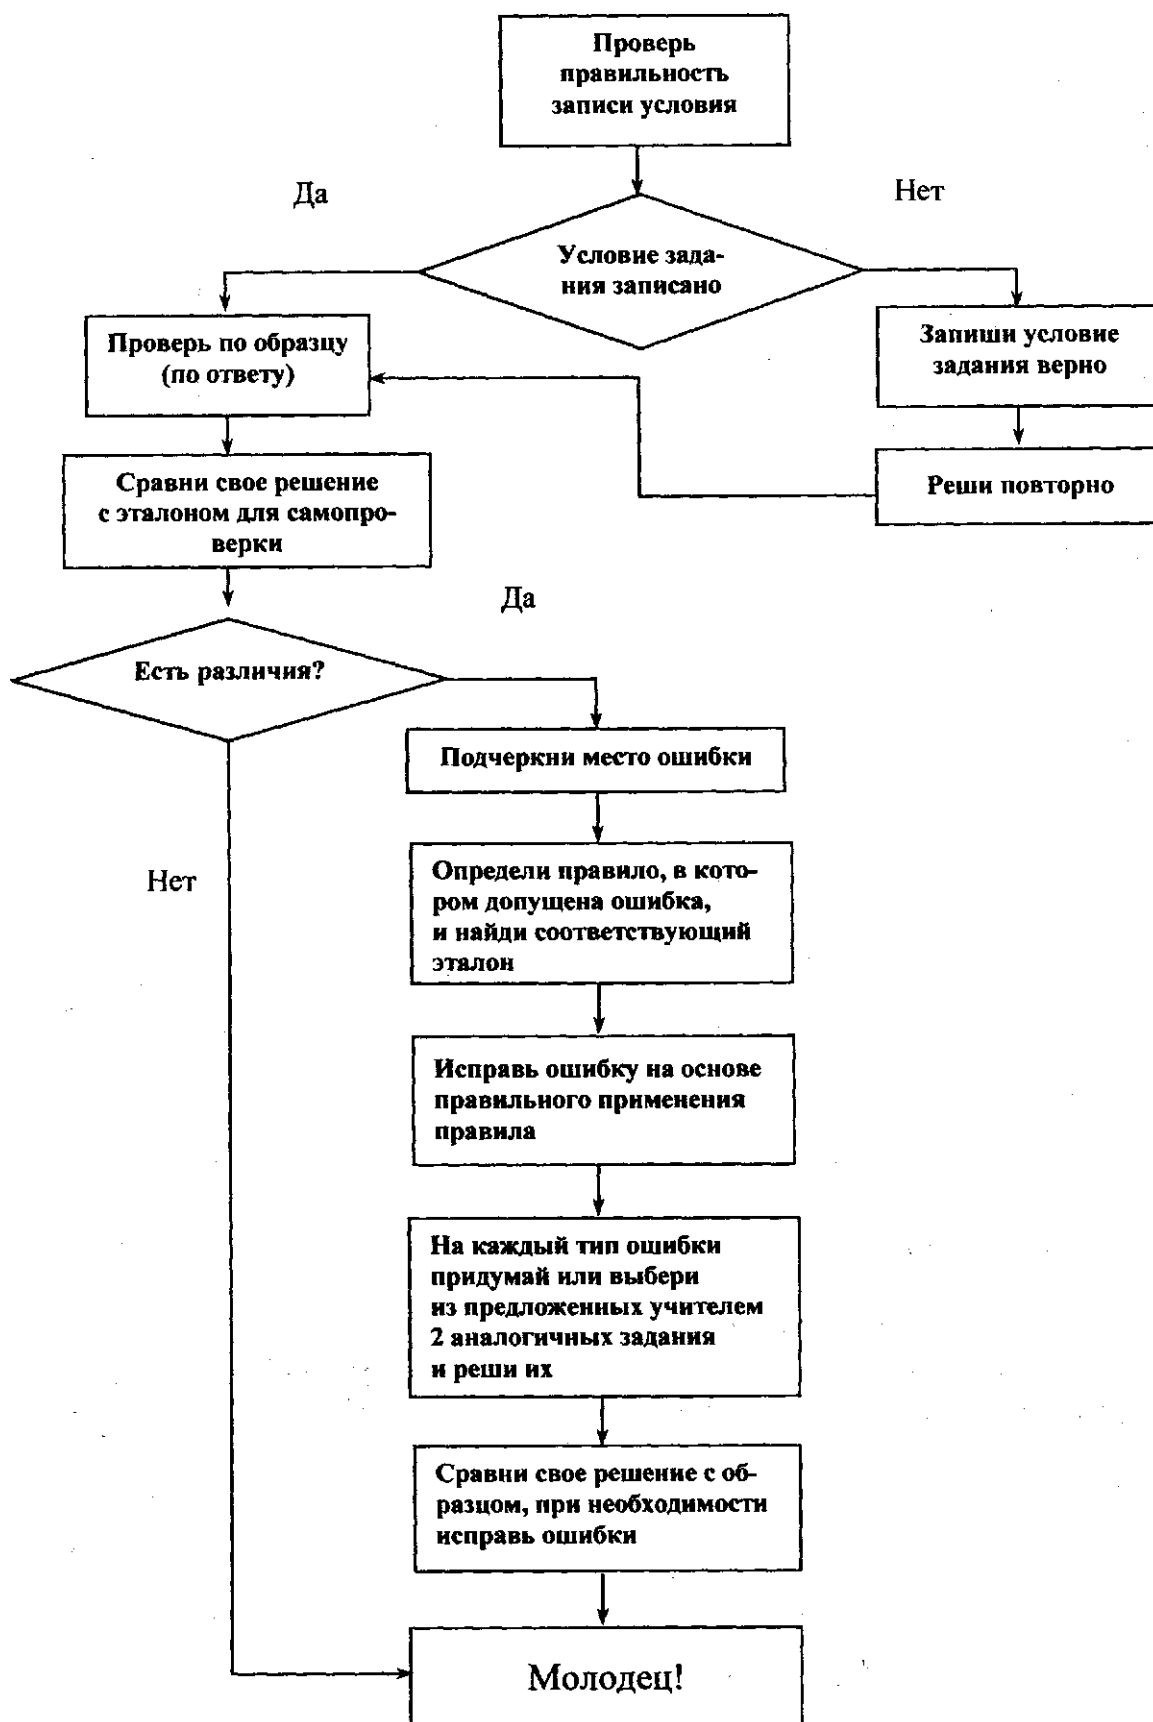 Проверь
правильность
записи условия
Да
Нет
Условие зада-
ния записано
Проверь по образцу
(по ответу)
Запиши условие
задания верно
Сравни свое решение
с эталоном для самопро-
верки
Реши повторно
Да
Есть различия?
Подчеркни место ошибки
Нет
Определи правило, в кото-
ром допущена ошибка,
и найди соответствующий
эталон
Исправь ошибку на основе
правильного применения
правила
На каждый тип ошибки
придумай или выбери
из предложенных учителем
2 аналогичных задания
и реши их
Сравни свое решение с об-
разцом, при необходимости
исправь ошибки
Молодец!